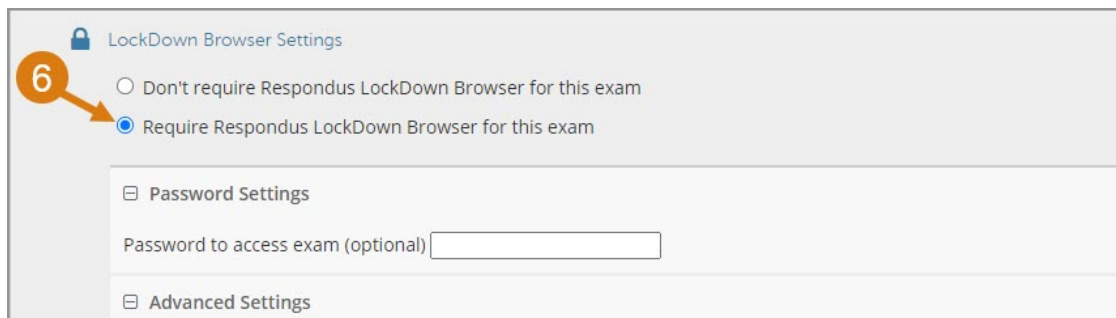 LockDown Browser Settings
6
Don't require Respondus LockDown Browser for this exam
Require Respondus LockDown Browser for this exam
Password Settings
Password to access exam (optional)
Advanced Settings